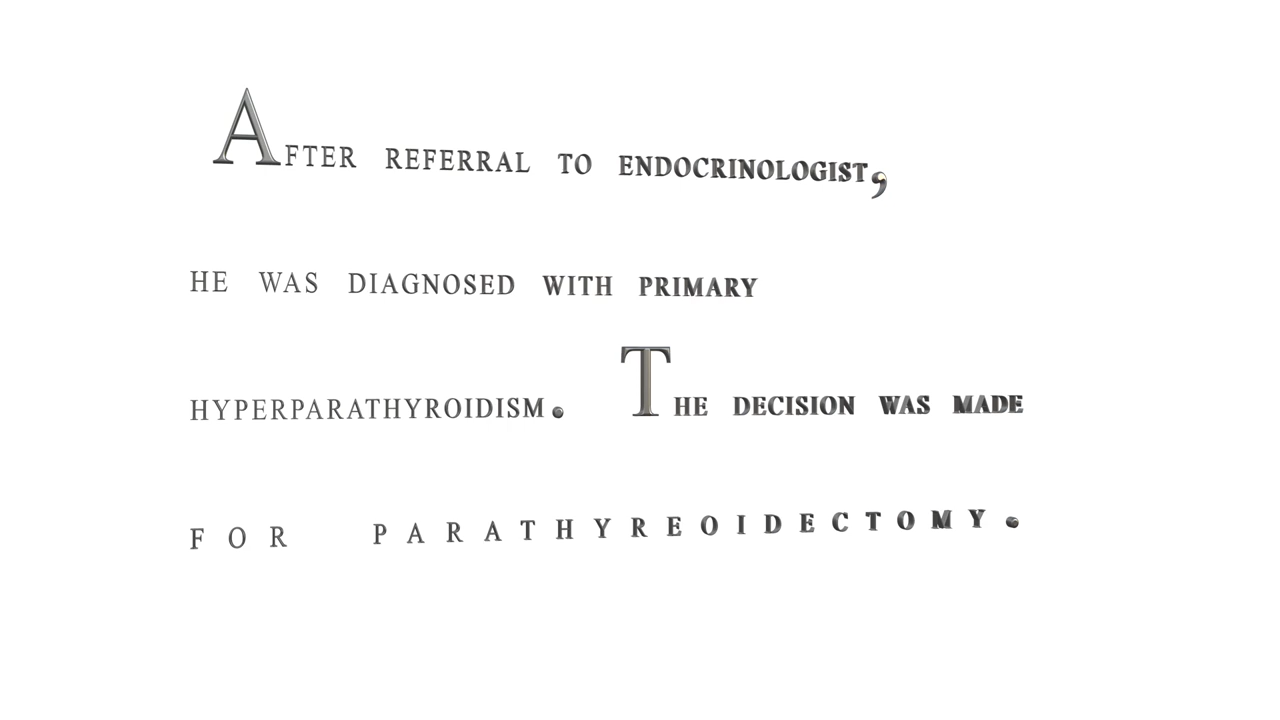 After referral to endocrinologist,
he was diagnosed with primary
hyperparathyroidism. The decision was made
for parathyreoidectomy.